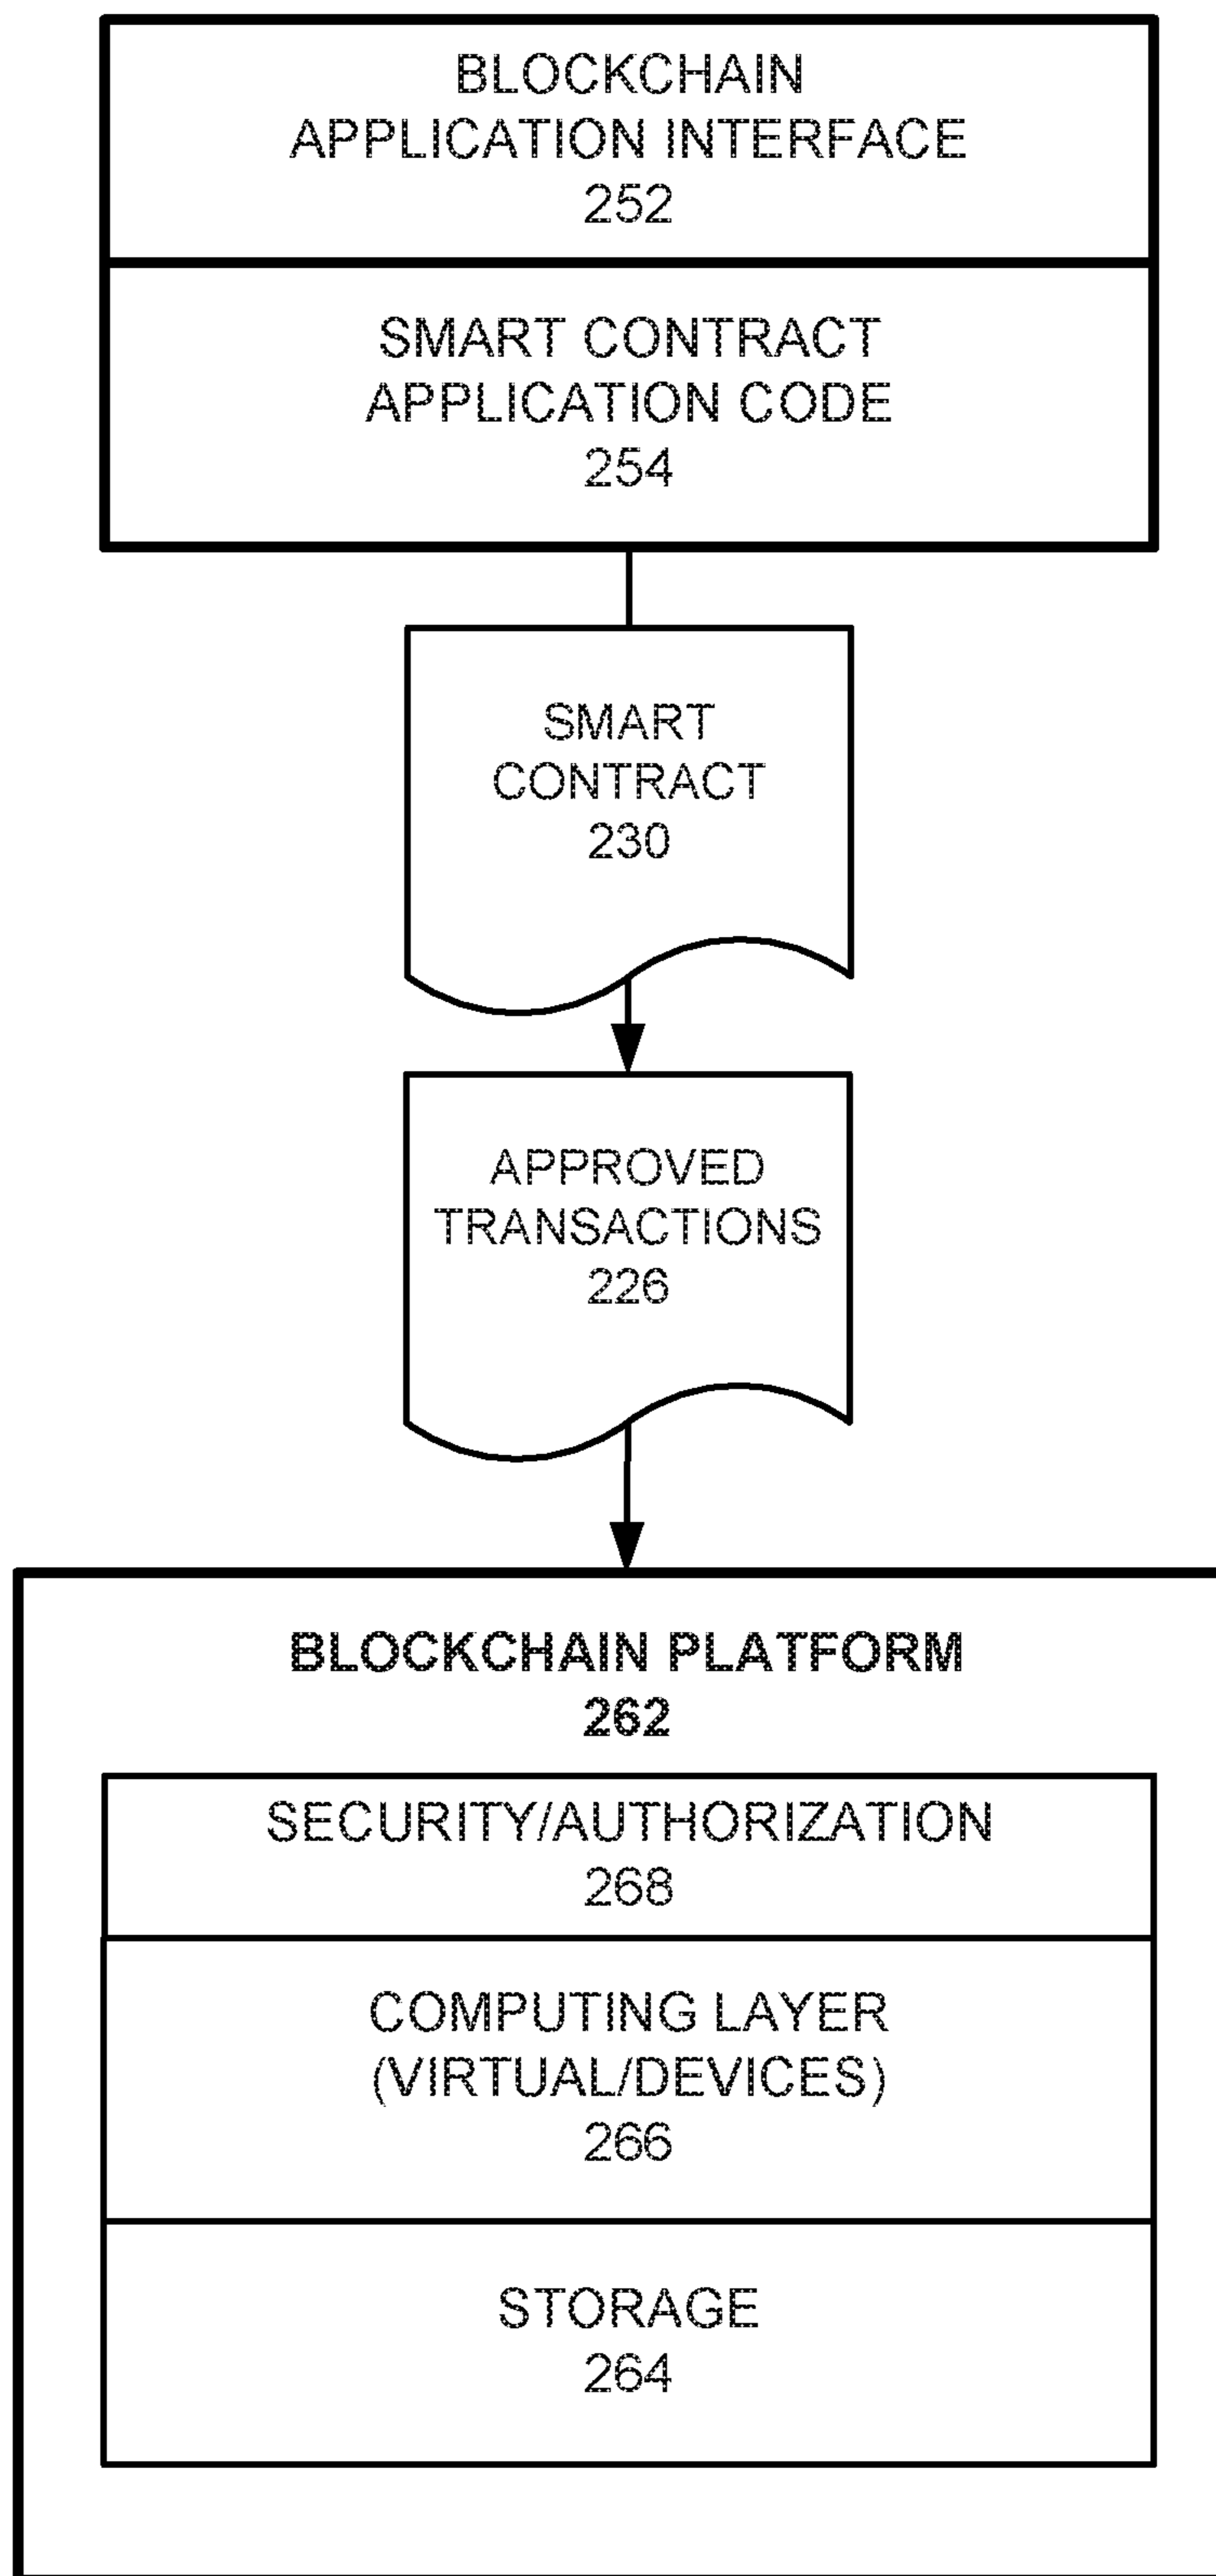 BLOCKCHAIN
APPLICATION INTERFACE
252
SMART CONTRACT
APPLICATION CODE
254
SMART
CONTRACT
230
APPROVED
TRANSACTIONS
226
BLOCKCHAIN PLATFORM
262
SECURITY/AUTHORIZATION
268
COMPUTING LAYER
(VIRTUAL/DEVICES)
266
STORAGE
264